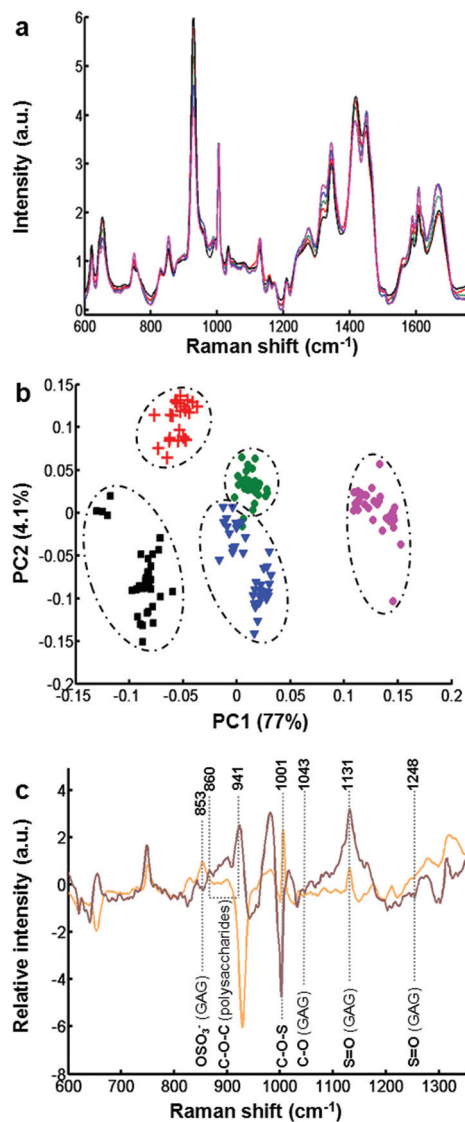 a
6
5
4
3
2
1
0
Intensity (a.u.)
600 800 1000 1200 1400 1600
Raman shift (cm⁻¹)
b
0.15
0.1
0.05
0
-0.05
-0.1
-0.15
-0.2
PC2 (4.1%)
-0.15 -0.1 -0.05 0 0.05 0.1 0.15 0.2
PC1 (77%)
c
853
860
941
1001
1043
1131
1248
4
2
0
-2
-4
-6
-8
Relative intensity (a.u.)
OSO₃⁻ (GAG)
C-O-C (polysaccharides)
C-O-S
C-O (GAG)
S=O (GAG)
S=O (GAG)
600 700 800 900 1000 1100 1200 1300
Raman shift (cm⁻¹)